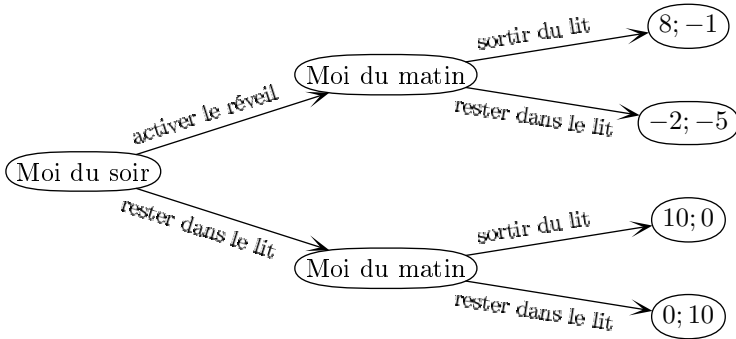 8; −1
sortir du lit
Moi du matin
activer le réveil
rester dans le lit
−2; −5
Moi du soir
rester dans le lit
sortir du lit
10; 0
Moi du matin
rester dans le lit
0; 10